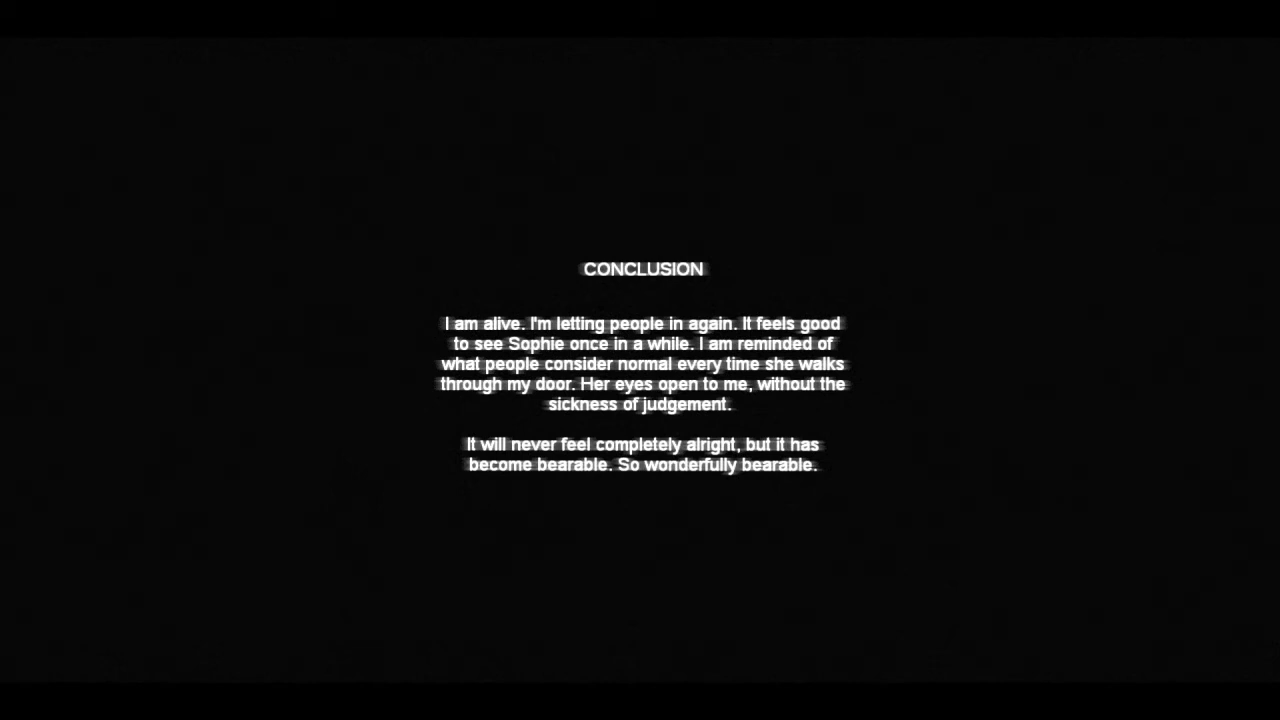 CONCLUSION
I am alive. I'm letting people in again. It feels good
to see Sophie once in a while. I am reminded of
what people consider normal every time she walks
through my door. Her eyes open to me, without the
sickness of judgement.
It will never feel completely alright, but it has
become bearable. So wonderfully bearable.